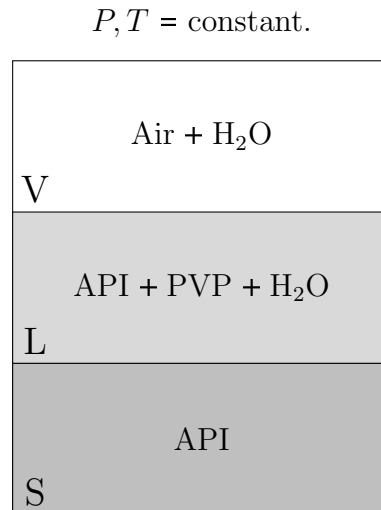 P, T = constant.
Air + H₂O
V
API + PVP + H₂O
L
API
S